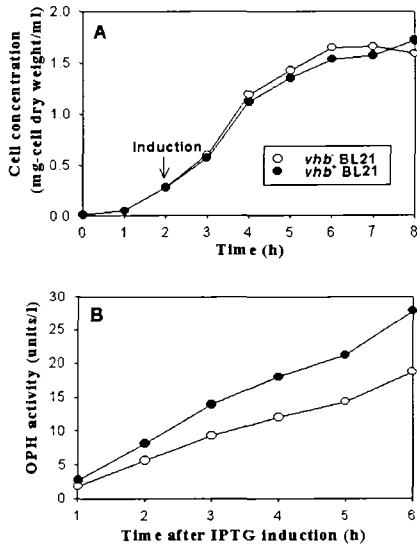 A
Cell concentration
(mg-cell dry weight/ml)
2.0
1.5
1.0
0.5
0.0
Induction
vhb- BL21
vhb+ BL21
0 1 2 3 4 5 6 7 8
Time (h)
B
OPH activity (units/l)
30
25
20
15
10
5
0
1 2 3 4 5 6
Time after IPTG induction (h)